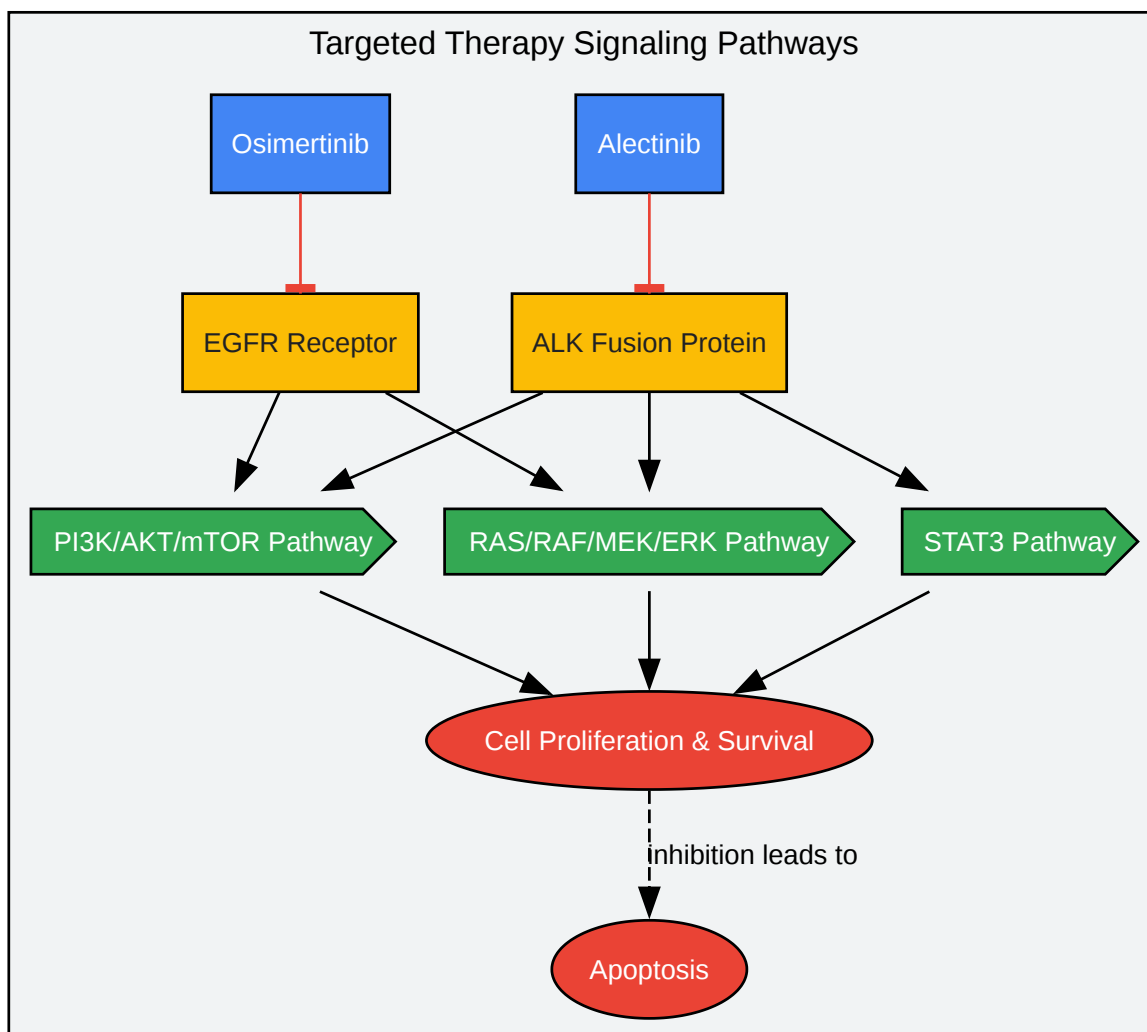 Targeted Therapy Signaling Pathways
Osimertinib
Alectinib
EGFR Receptor
ALK Fusion Protein
PI3K/AKT/mTOR Pathway
RAS/RAF/MEK/ERK Pathway
STAT3 Pathway
Cell Proliferation & Survival
inhibition leads to
Apoptosis